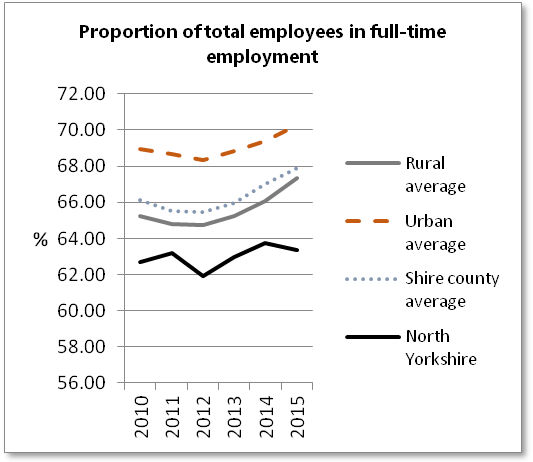 Proportion of total employees in full-time
employment
72.00
70.00
68.00
66.00
64.00
62.00
60.00
58.00
56.00
%
2010
2011
2012
2013
2014
2015
Rural
average
Urban
average
Shire county
average
North
Yorkshire